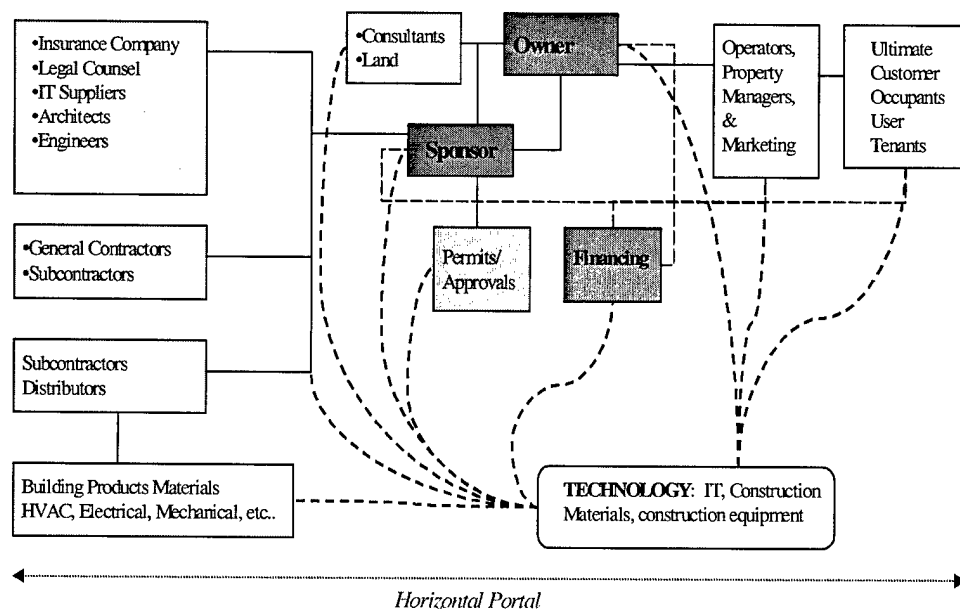 •Insurance Company
•Legal Counsel
•IT Suppliers
•Architects
•Engineers
•Consultants
•Land
Owner
Operators,
Property
Managers,
&
Marketing
Ultimate
Customer
Occupants
User
Tenants
Sponsor
•General Contractors
•Subcontractors
Permits/
Approvals
Financing
Subcontractors
Distributors
Building Products Materials
HVAC, Electrical, Mechanical, etc..
TECHNOLOGY: IT, Construction
Materials, construction equipment
Horizontal Portal